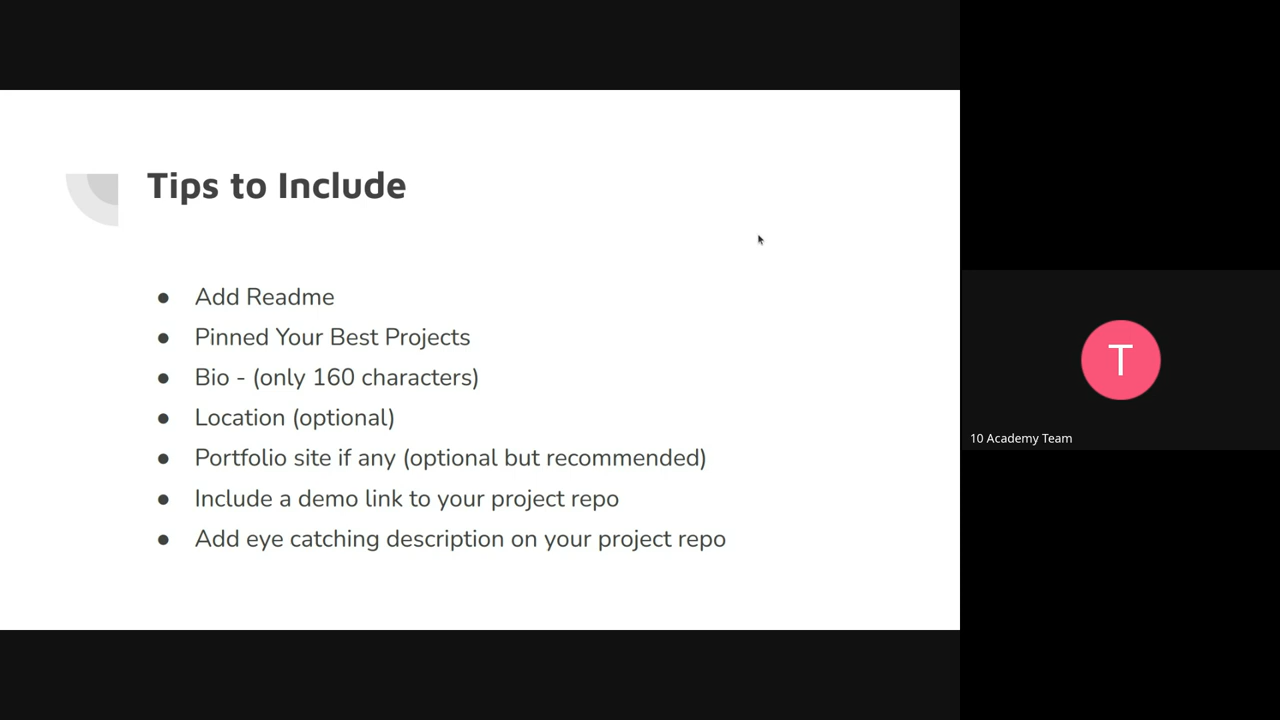 Tips to Include
● Add Readme
● Pinned Your Best Projects
● Bio - (only 160 characters)
● Location (optional)
● Portfolio site if any (optional but recommended)
● Include a demo link to your project repo
● Add eye catching description on your project repo
T
10 Academy Team